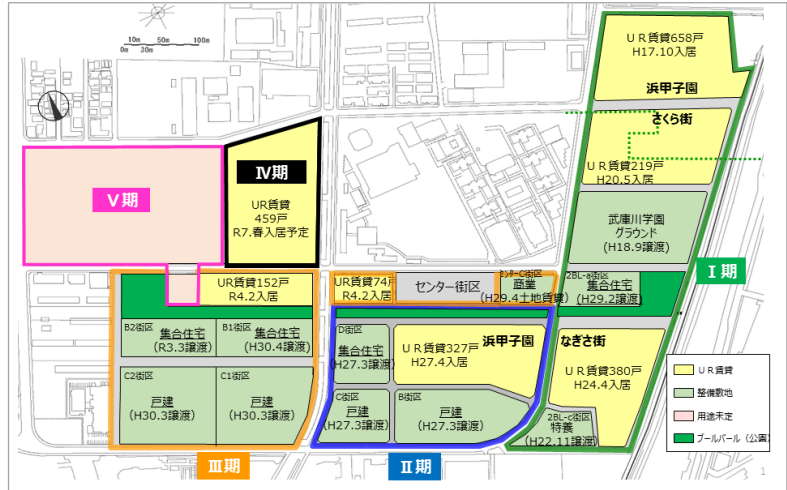 10m 50m 100m
0m 30m
ＵＲ賃貸658戸
H17.10入居
浜甲子園
さくら街
ＵＲ賃貸219戸
H20.5入居
武庫川学園
グラウンド
(H18.9譲渡)
Ⅰ期
2BL-a街区
集合住宅
(H29.2譲渡)
なぎさ街
ＵＲ賃貸380戸
H24.4入居
2BL-c街区
特養
(H22.11譲渡)
Ⅳ期
UR賃貸
459戸
R7.春入居予定
Ⅴ期
UR賃貸152戸
R4.2入居
B2街区
集合住宅
(R3.3譲渡)
B1街区
集合住宅
(H30.4譲渡)
C2街区
戸建
(H30.3譲渡)
C1街区
戸建
(H30.3譲渡)
Ⅲ期
UR賃貸74戸
R4.2入居
センター街区
センターC街区
商業
(H29.4土地賃貸)
D街区
集合住宅
(H27.3譲渡)
ＵＲ賃貸327戸
H27.4入居
浜甲子園
C街区
戸建
(H27.3譲渡)
B街区
戸建
(H27.3譲渡)
Ⅱ期
ＵＲ賃貸
整備敷地
用途未定
ブールバール（公園）
1